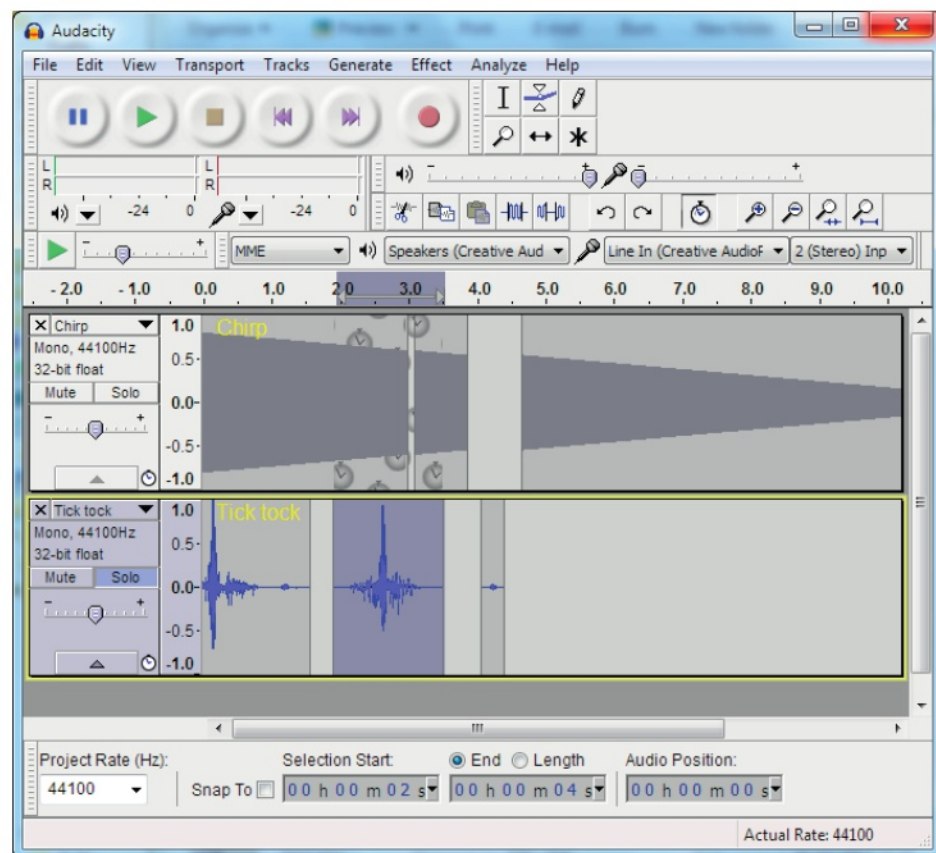 Audacity
File Edit View Transport Tracks Generate Effect Analyze Help
L
R
-24 0
L
R
-24 0
- +
- +
- +
MME
Speakers (Creative Aud
Line In (Creative AudioF
2 (Stereo) Inp
- 2.0 - 1.0 0.0 1.0 2.0 3.0 4.0 5.0 6.0 7.0 8.0 9.0 10.0
X Chirp
Mono, 44100Hz
32-bit float
Mute Solo
- +
1.0
0.5
0.0
-0.5
-1.0
Chirp
X Tick tock
Mono, 44100Hz
32-bit float
Mute Solo
- +
1.0
0.5
0.0
-0.5
-1.0
Tick tock
Project Rate (Hz): Selection Start: End Length Audio Position:
44100 Snap To 00 h 00 m 02 s 00 h 00 m 04 s 00 h 00 m 00 s
Actual Rate: 44100